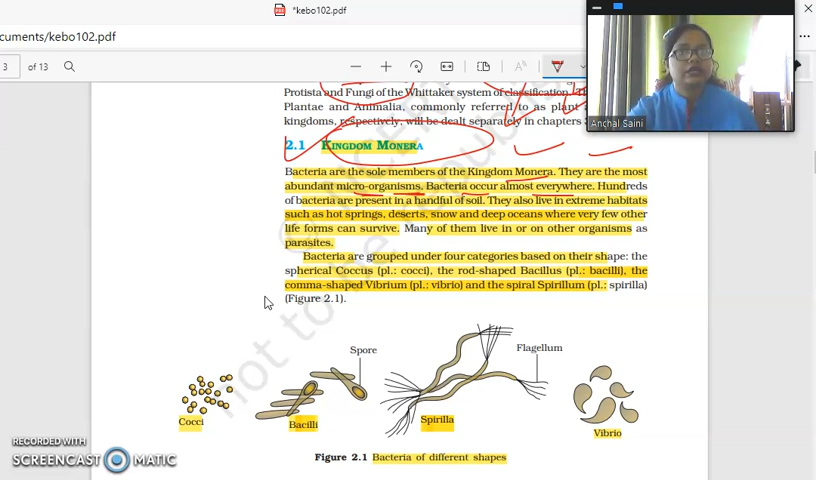 *kebo102.pdf
cuments/kebo102.pdf
3 of 13
Protista and Fungi of the Whittaker system of classification.
Plantae and Animalia, commonly referred to as plant
kingdoms, respectively, will be dealt separately in chapters 3
Anchal Saini
2.1 KINGDOM MONERA
Bacteria are the sole members of the Kingdom Monera. They are the most
abundant micro-organisms. Bacteria occur almost everywhere. Hundreds
of bacteria are present in a handful of soil. They also live in extreme habitats
such as hot springs, deserts, snow and deep oceans where very few other
life forms can survive. Many of them live in or on other organisms as
parasites.
Bacteria are grouped under four categories based on their shape: the
spherical Coccus (pl.: cocci), the rod-shaped Bacillus (pl.: bacilli), the
comma-shaped Vibrium (pl.: vibrio) and the spiral Spirillum (pl.: spirilla)
(Figure 2.1).
Spore
Flagellum
Cocci
Bacilli
Spirilla
Vibrio
Figure 2.1 Bacteria of different shapes
RECORDED WITH
SCREENCAST MATIC